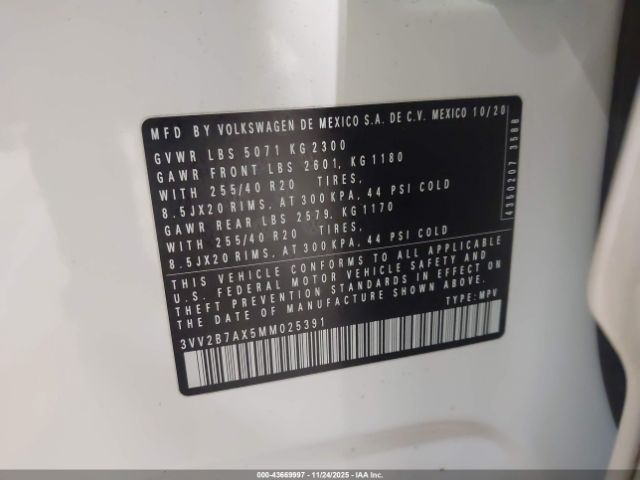 MFD BY VOLKSWAGEN DE MEXICO S.A. DE C.V. MEXICO 10/20
GVWR LBS 5071 KG 2300
GAWR FRONT LBS 2601, KG 1180
WITH 255/40 R20 TIRES,
8.5JX20 RIMS, AT 300 KPA, 44 PSI COLD
GAWR REAR LBS 2579, KG 1170
WITH 255/40 R20 TIRES,
8.5JX20 RIMS, AT 300 KPA, 44 PSI COLD
THIS VEHICLE CONFORMS TO ALL APPLICABLE
U.S. FEDERAL MOTOR VEHICLE SAFETY AND
THEFT PREVENTION STANDARDS IN EFFECT ON
THE DATE OF MANUFACTURE SHOWN ABOVE.
TYPE: MPV
3VV2B7AX5MM025391
4350207 3588
000-43669997 - 11/24/2025 - IAA Inc.